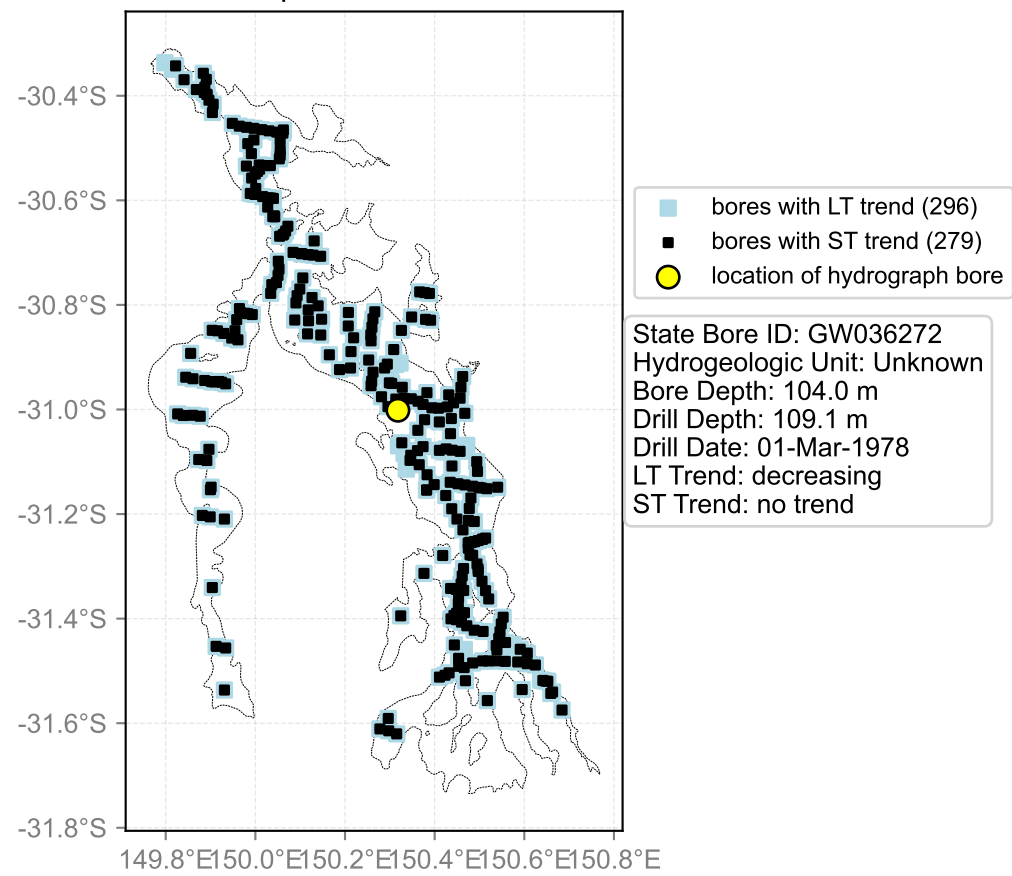 -30.4°S
-30.6°S
-30.8°S
-31.0°S
-31.2°S
-31.4°S
-31.6°S
-31.8°S
149.8°E150.0°E150.2°E150.4°E150.6°E150.8°E
bores with LT trend (296)
bores with ST trend (279)
location of hydrograph bore
State Bore ID: GW036272
Hydrogeologic Unit: Unknown
Bore Depth: 104.0 m
Drill Depth: 109.1 m
Drill Date: 01-Mar-1978
LT Trend: decreasing
ST Trend: no trend